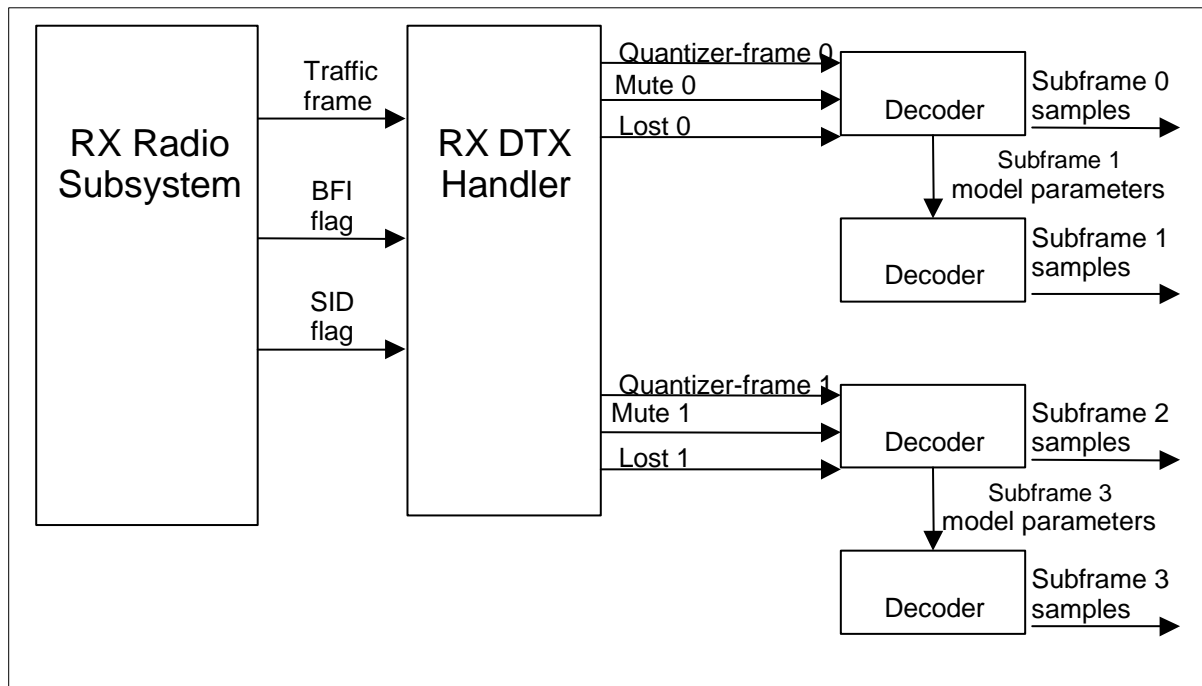 RX Radio
Subsystem
Traffic
frame
BFI
flag
SID
flag
RX DTX
Handler
Quantizer-frame 0
Mute 0
Lost 0
Decoder
Subframe 0
samples
Subframe 1
model parameters
Decoder
Subframe 1
samples
Quantizer-frame 1
Mute 1
Lost 1
Decoder
Subframe 2
samples
Subframe 3
model parameters
Decoder
Subframe 3
samples